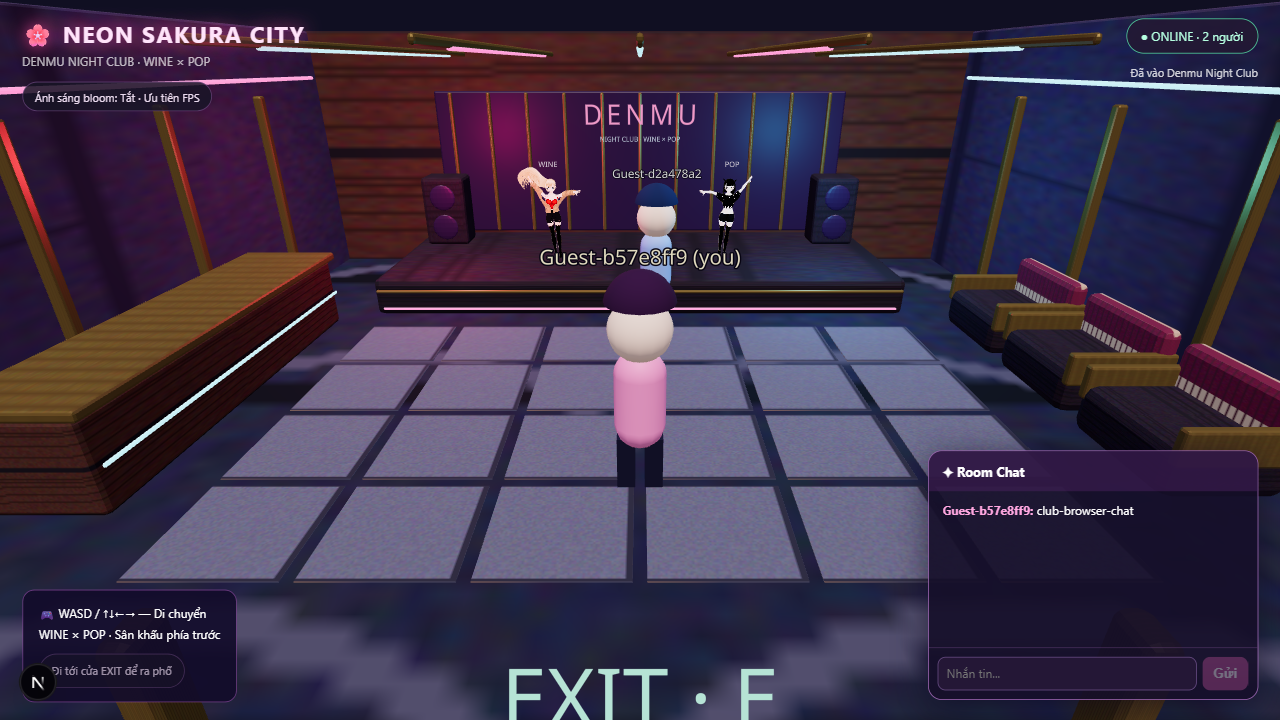 🌸 NEON SAKURA CITY
DENMU NIGHT CLUB · WINE × POP
Ánh sáng bloom: Tắt · Ưu tiên FPS
● ONLINE · 2 người
Đã vào Denmu Night Club
DENMU
NIGHT CLUB · WINE × POP
WINE
POP
Guest-d2a478a2
Guest-b57e8ff9 (you)
✦ Room Chat
Guest-b57e8ff9: club-browser-chat
Nhắn tin...
Gửi
🎮 WASD / ↑↓←→ — Di chuyển
WINE × POP · Sân khấu phía trước
Đi tới cửa EXIT để ra phố
N
EXIT · F